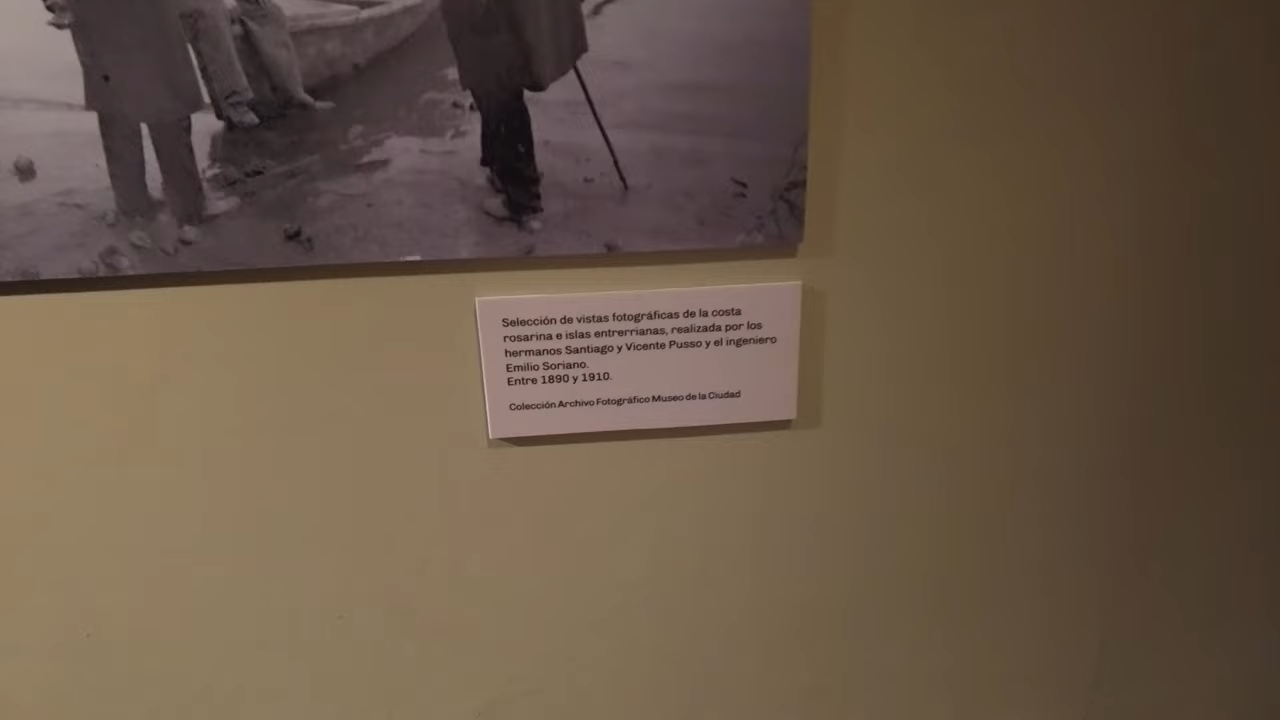 Selección de vistas fotográficas de la costa
rosarina e islas entrerrianas, realizada por los
hermanos Santiago y Vicente Pusso y el ingeniero
Emilio Soriano.
Entre 1890 y 1910.
Colección Archivo Fotográfico Museo de la Ciudad